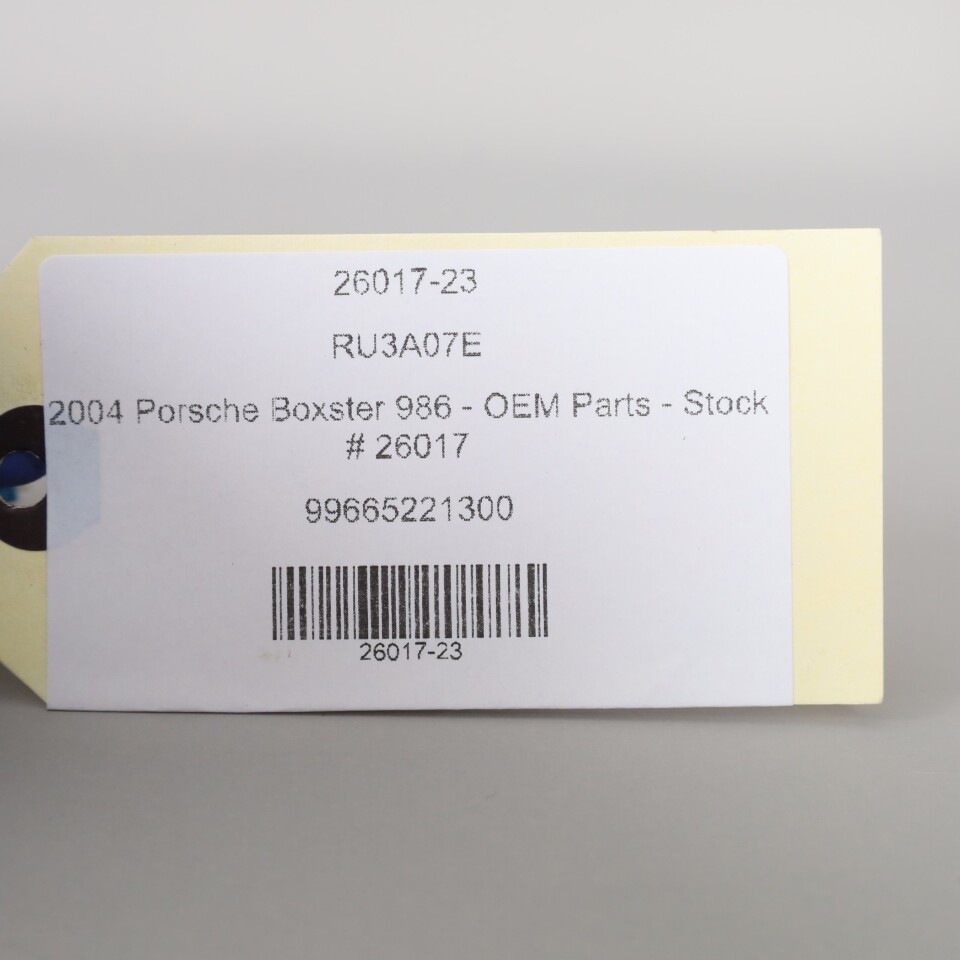 26017-23
RU3A07E
2004 Porsche Boxster 986 - OEM Parts - Stock
# 26017
99665221300
26017-23